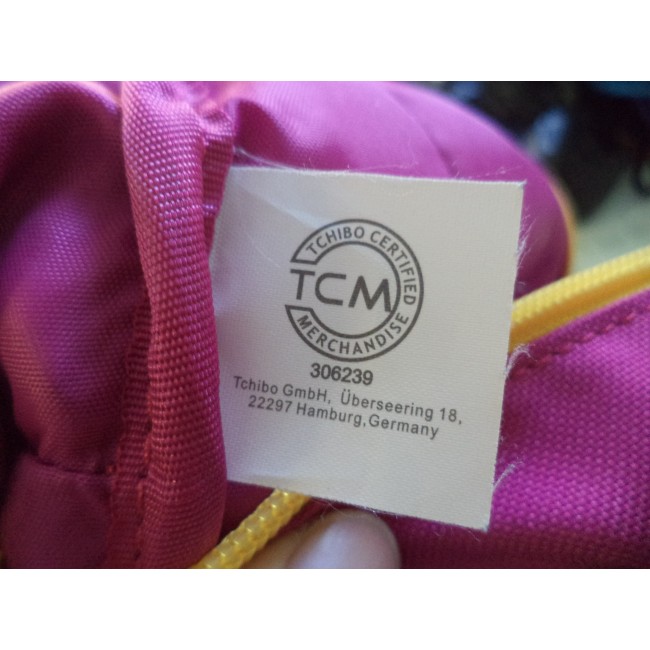 TCHIBO CERTIFIED
TCM
MERCHANDISE
306239
Tchibo GmbH, Überseering 18,
22297 Hamburg,Germany